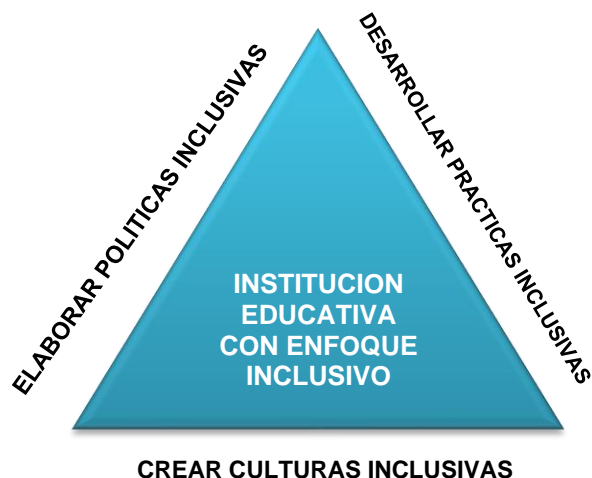 ELABORAR POLITICAS INCLUSIVAS
DESARROLLAR PRACTICAS INCLUSIVAS
INSTITUCION
EDUCATIVA
CON ENFOQUE
INCLUSIVO
CREAR CULTURAS INCLUSIVAS